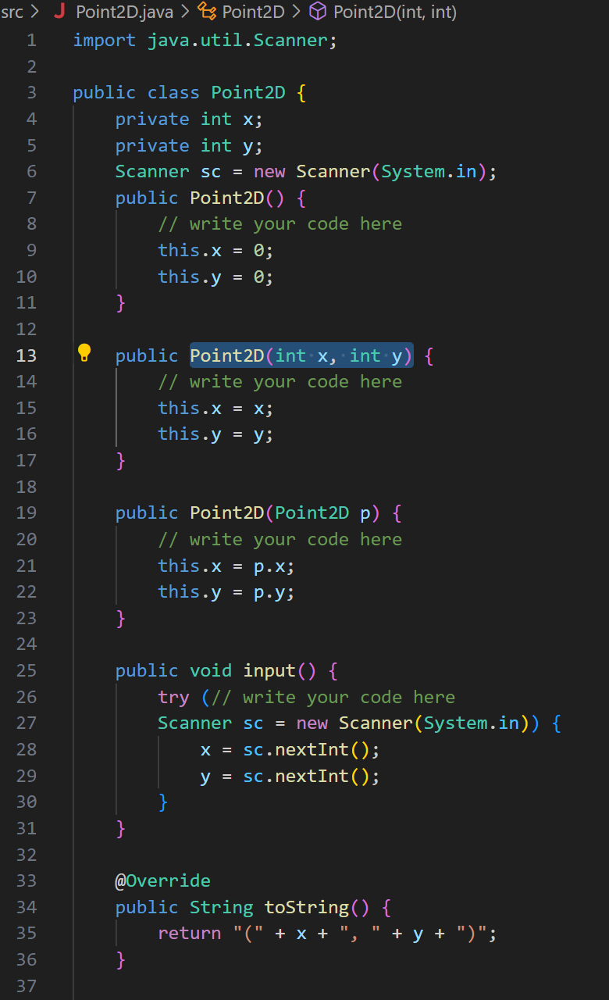 src > J Point2D.java > Point2D > Point2D(int, int)
1 import java.util.Scanner;
2
3 public class Point2D {
4     private int x;
5     private int y;
6     Scanner sc = new Scanner(System.in);
7     public Point2D() {
8         // write your code here
9         this.x = 0;
10         this.y = 0;
11     }
12
13     public Point2D(int x, int y) {
14         // write your code here
15         this.x = x;
16         this.y = y;
17     }
18
19     public Point2D(Point2D p) {
20         // write your code here
21         this.x = p.x;
22         this.y = p.y;
23     }
24
25     public void input() {
26         try (// write your code here
27         Scanner sc = new Scanner(System.in)) {
28             x = sc.nextInt();
29             y = sc.nextInt();
30         }
31     }
32
33     @Override
34     public String toString() {
35         return "(" + x + ", " + y + ")";
36     }
37